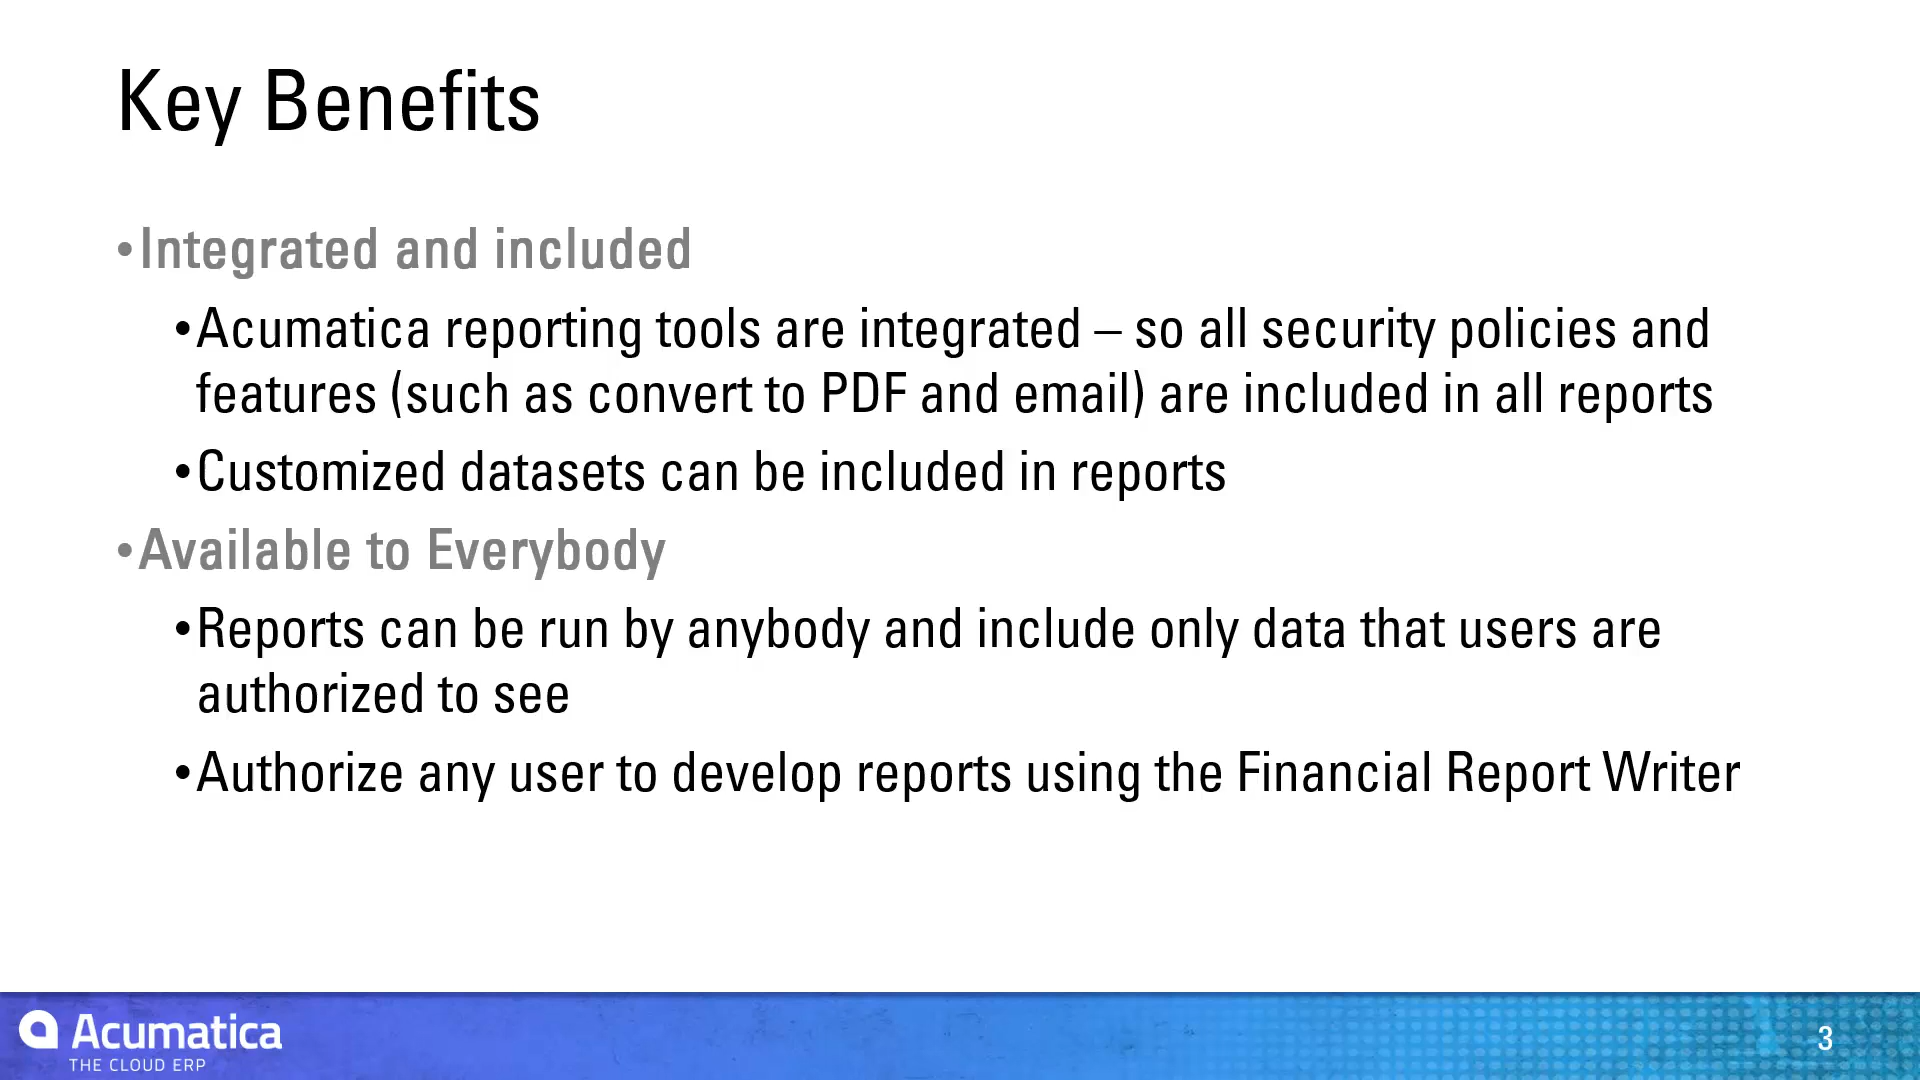 Key Benefits
•Integrated and included
•Acumatica reporting tools are integrated – so all security policies and
features (such as convert to PDF and email) are included in all reports
•Customized datasets can be included in reports
•Available to Everybody
•Reports can be run by anybody and include only data that users are
authorized to see
•Authorize any user to develop reports using the Financial Report Writer
Acumatica
THE CLOUD ERP
3